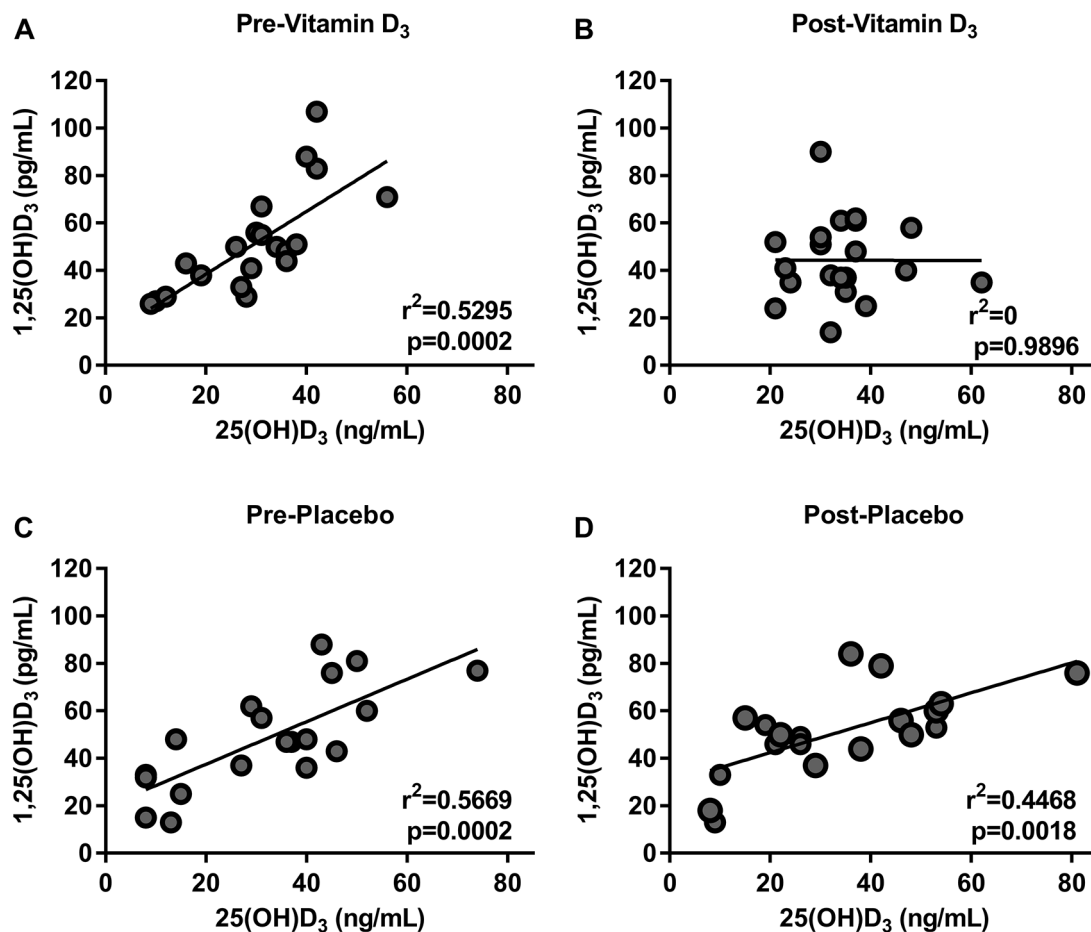 A
Pre-Vitamin D₃
1,25(OH)D₃ (pg/mL)
120
100
80
60
40
20
0
r²=0.5295
p=0.0002
0 20 40 60 80
25(OH)D₃ (ng/mL)
B
Post-Vitamin D₃
1,25(OH)D₃ (pg/mL)
120
100
80
60
40
20
0
r²=0
p=0.9896
0 20 40 60 80
25(OH)D₃ (ng/mL)
C
Pre-Placebo
1,25(OH)D₃ (pg/mL)
120
100
80
60
40
20
0
r²=0.5669
p=0.0002
0 20 40 60 80
25(OH)D₃ (ng/mL)
D
Post-Placebo
1,25(OH)D₃ (pg/mL)
120
100
80
60
40
20
0
r²=0.4468
p=0.0018
0 20 40 60 80
25(OH)D₃ (ng/mL)